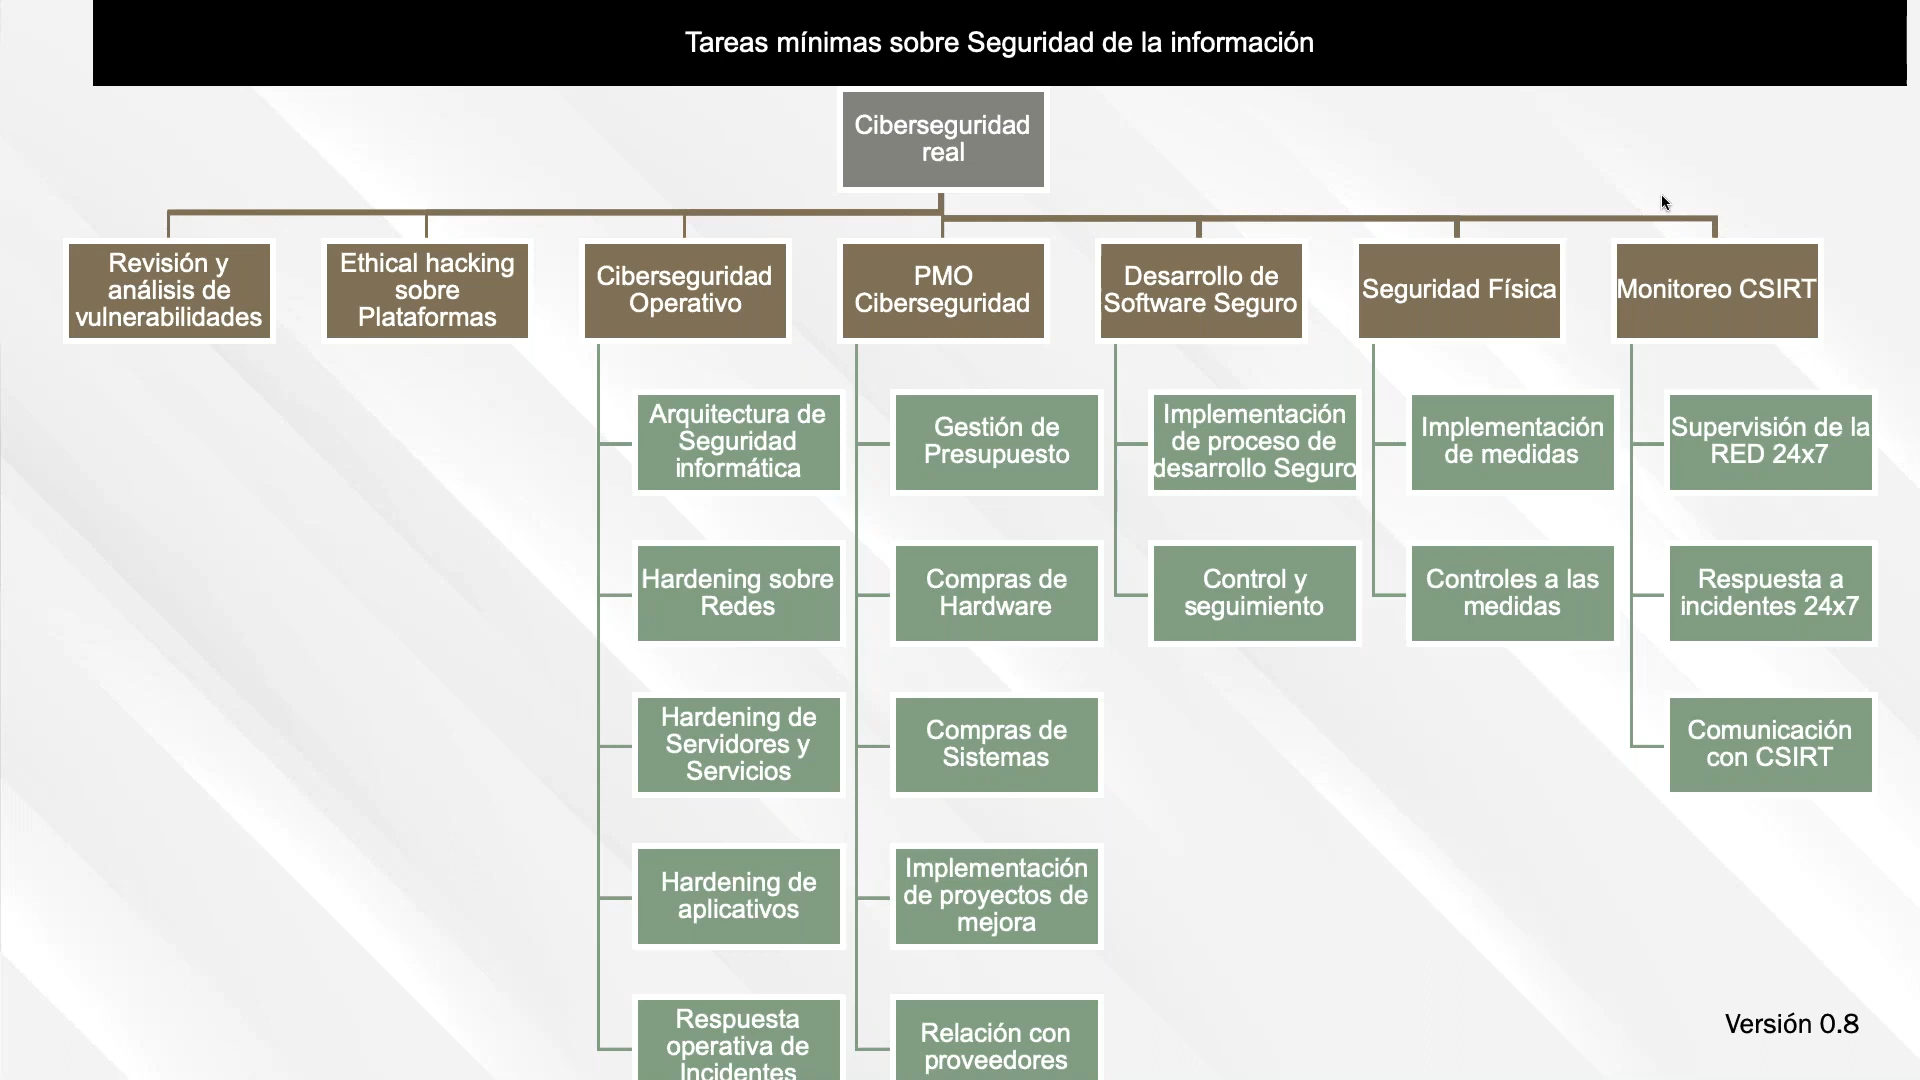 Tareas mínimas sobre Seguridad de la información
Ciberseguridad
real
Revisión y
análisis de
vulnerabilidades
Ethical hacking
sobre
Plataformas
Ciberseguridad
Operativo
PMO
Ciberseguridad
Desarrollo de
Software Seguro
Seguridad Física
Monitoreo CSIRT
Arquitectura de
Seguridad
informática
Hardening sobre
Redes
Hardening de
Servidores y
Servicios
Hardening de
aplicativos
Respuesta
operativa de
Incidentes
Gestión de
Presupuesto
Compras de
Hardware
Compras de
Sistemas
Implementación
de proyectos de
mejora
Relación con
proveedores
Implementación
de proceso de
desarrollo Seguro
Control y
seguimiento
Implementación
de medidas
Controles a las
medidas
Supervisión de la
RED 24x7
Respuesta a
incidentes 24x7
Comunicación
con CSIRT
Versión 0.8